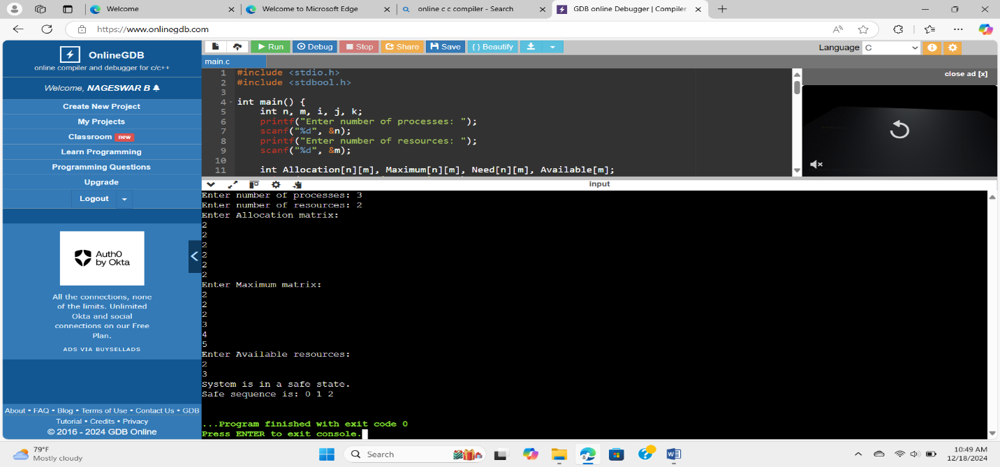 Welcome
Welcome to Microsoft Edge
online c c compiler - Search
GDB online Debugger | Compiler
https://www.onlinegdb.com
OnlineGDB
online compiler and debugger for c/c++
Welcome, NAGESWAR B
Create New Project
My Projects
Classroom new
Learn Programming
Programming Questions
Upgrade
Logout
Auth0
by Okta
All the connections, none
of the limits. Unlimited
Okta and social
connections on our Free
Plan.
ADS VIA BUYSELLADS
About • FAQ • Blog • Terms of Use • Contact Us • GDB
Tutorial • Credits • Privacy
© 2016 - 2024 GDB Online
Run Debug Stop Share Save { } Beautify
Language C
main.c
1 #include <stdio.h>
2 #include <stdbool.h>
3
4 int main() {
5 int n, m, i, j, k;
6 printf("Enter number of processes: ");
7 scanf("%d", &n);
8 printf("Enter number of resources: ");
9 scanf("%d", &m);
10
11 int Allocation[n][m], Maximum[n][m], Need[n][m], Available[m];
close ad [x]
input
Enter number of processes: 3
Enter number of resources: 2
Enter Allocation matrix:
2
2
2
2
2
2
Enter Maximum matrix:
2
2
2
3
4
5
Enter Available resources:
2
3
System is in a safe state.
Safe sequence is: 0 1 2
...Program finished with exit code 0
Press ENTER to exit console.
79°F
Mostly cloudy
Search
10:49 AM
12/18/2024